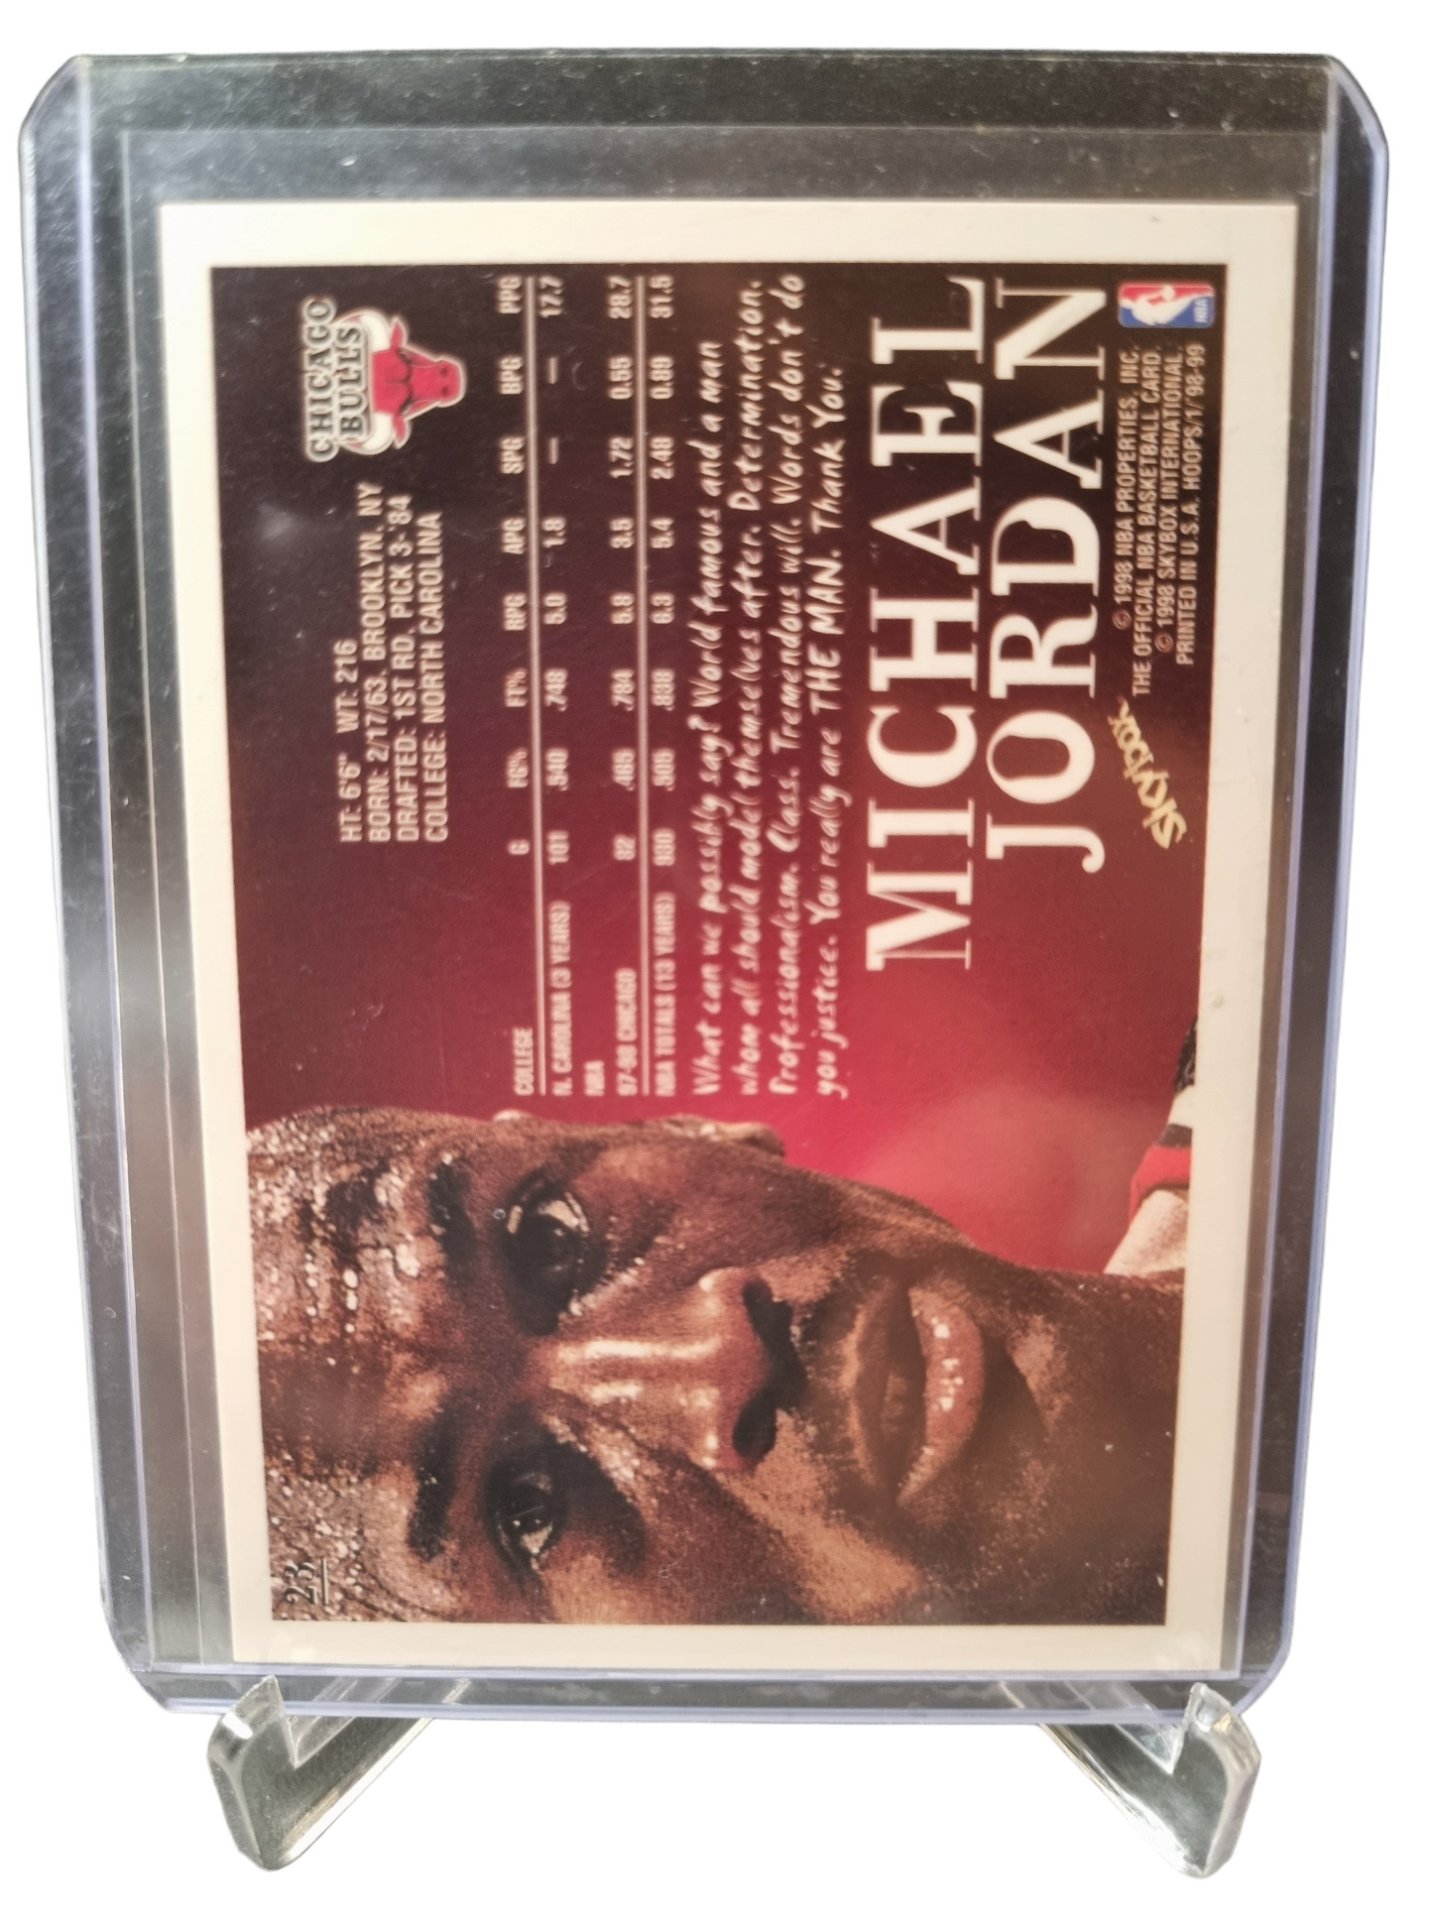 23
HT: 6'6" WT: 216
BORN: 2/17/63, BROOKLYN, NY
DRAFTED: 1ST RD, PICK 3-'84
COLLEGE: NORTH CAROLINA
CHICAGO
BULLS
COLLEGE G FG% FT% RPG APG SPG BPG PPG
N. CAROLINA (3 YEARS) 101 .540 .748 5.0 1.8 — — 17.7
NBA
97-98 CHICAGO 82 .465 .784 5.8 3.5 1.72 0.55 28.7
NBA TOTALS (13 YEARS) 930 .505 .838 6.3 5.4 2.48 0.89 31.5
What can we possibly say? World famous and a man
whom all should model themselves after. Determination.
Professionalism. Class. Tremendous will. Words don't do
you justice. You really are THE MAN. Thank You.
MICHAEL
JORDAN
SkyBox™
© 1998 NBA PROPERTIES, INC.
THE OFFICIAL NBA BASKETBALL CARD.
© 1998 SKYBOX INTERNATIONAL.
PRINTED IN U.S.A. HOOPS/1/'98-99
NBA